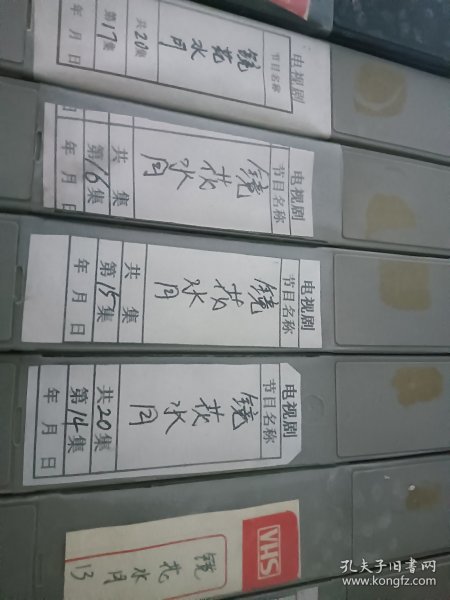 电视剧
节目名称
镜花水月
共20集
第17集
年 月 日
电视剧
节目名称
镜花水月
共 集
第16集
年 月 日
电视剧
节目名称
镜花水月
共 集
第15集
年 月 日
电视剧
节目名称
镜花水月
共20集
第14集
年 月 日
VHS
镜花水月
13
孔夫子旧书网
www.kongfz.com